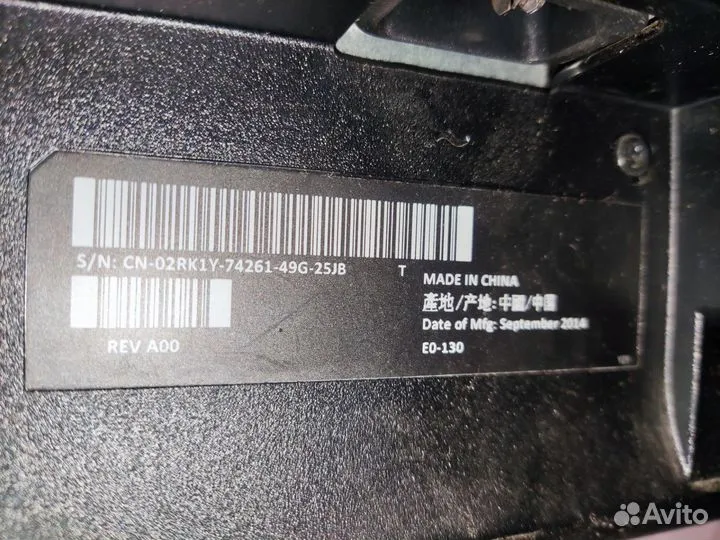 S/N: CN-02RK1Y-74261-49G-25JB T
REV A00
MADE IN CHINA
產地/产地: 中國/中国
Date of Mfg: September 2014
E0-130
Avito